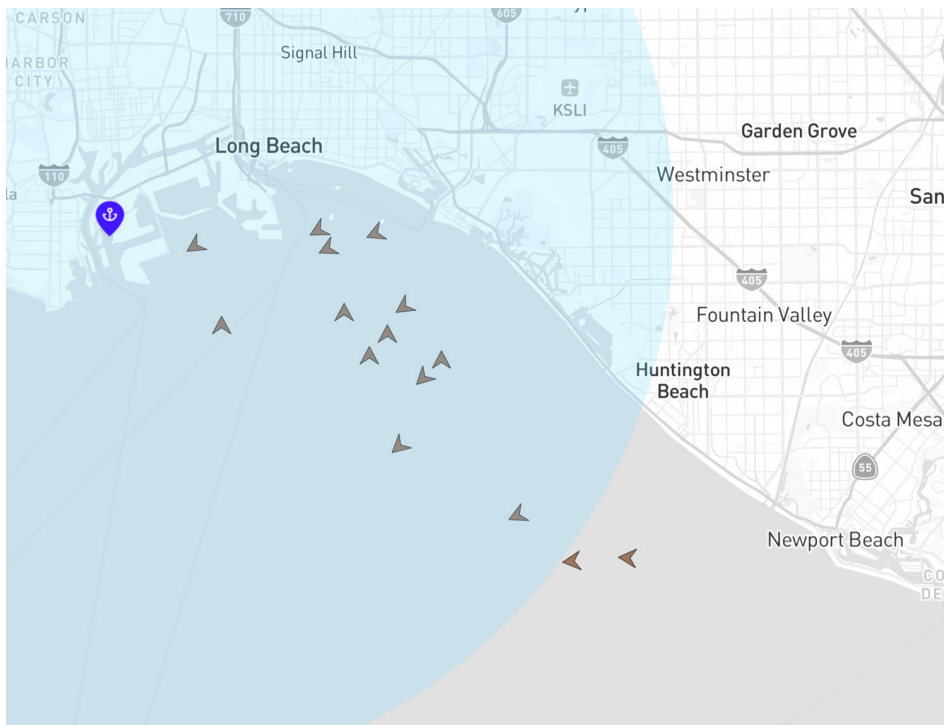 CARSON
710
605
HARBOR
CITY
Signal Hill
KSLI
Long Beach
405
Garden Grove
110
Westminster
405
Fountain Valley
405
Huntington
Beach
Costa Mesa
55
Newport Beach